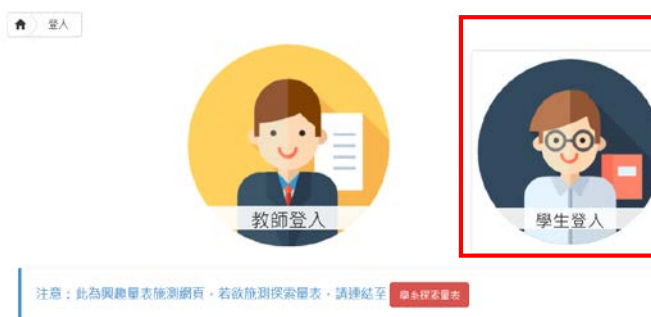 登入
教師登入
學生登入
注意：此為興趣量表施測網頁，若欲施測探索量表，請連結至 學系探索量表